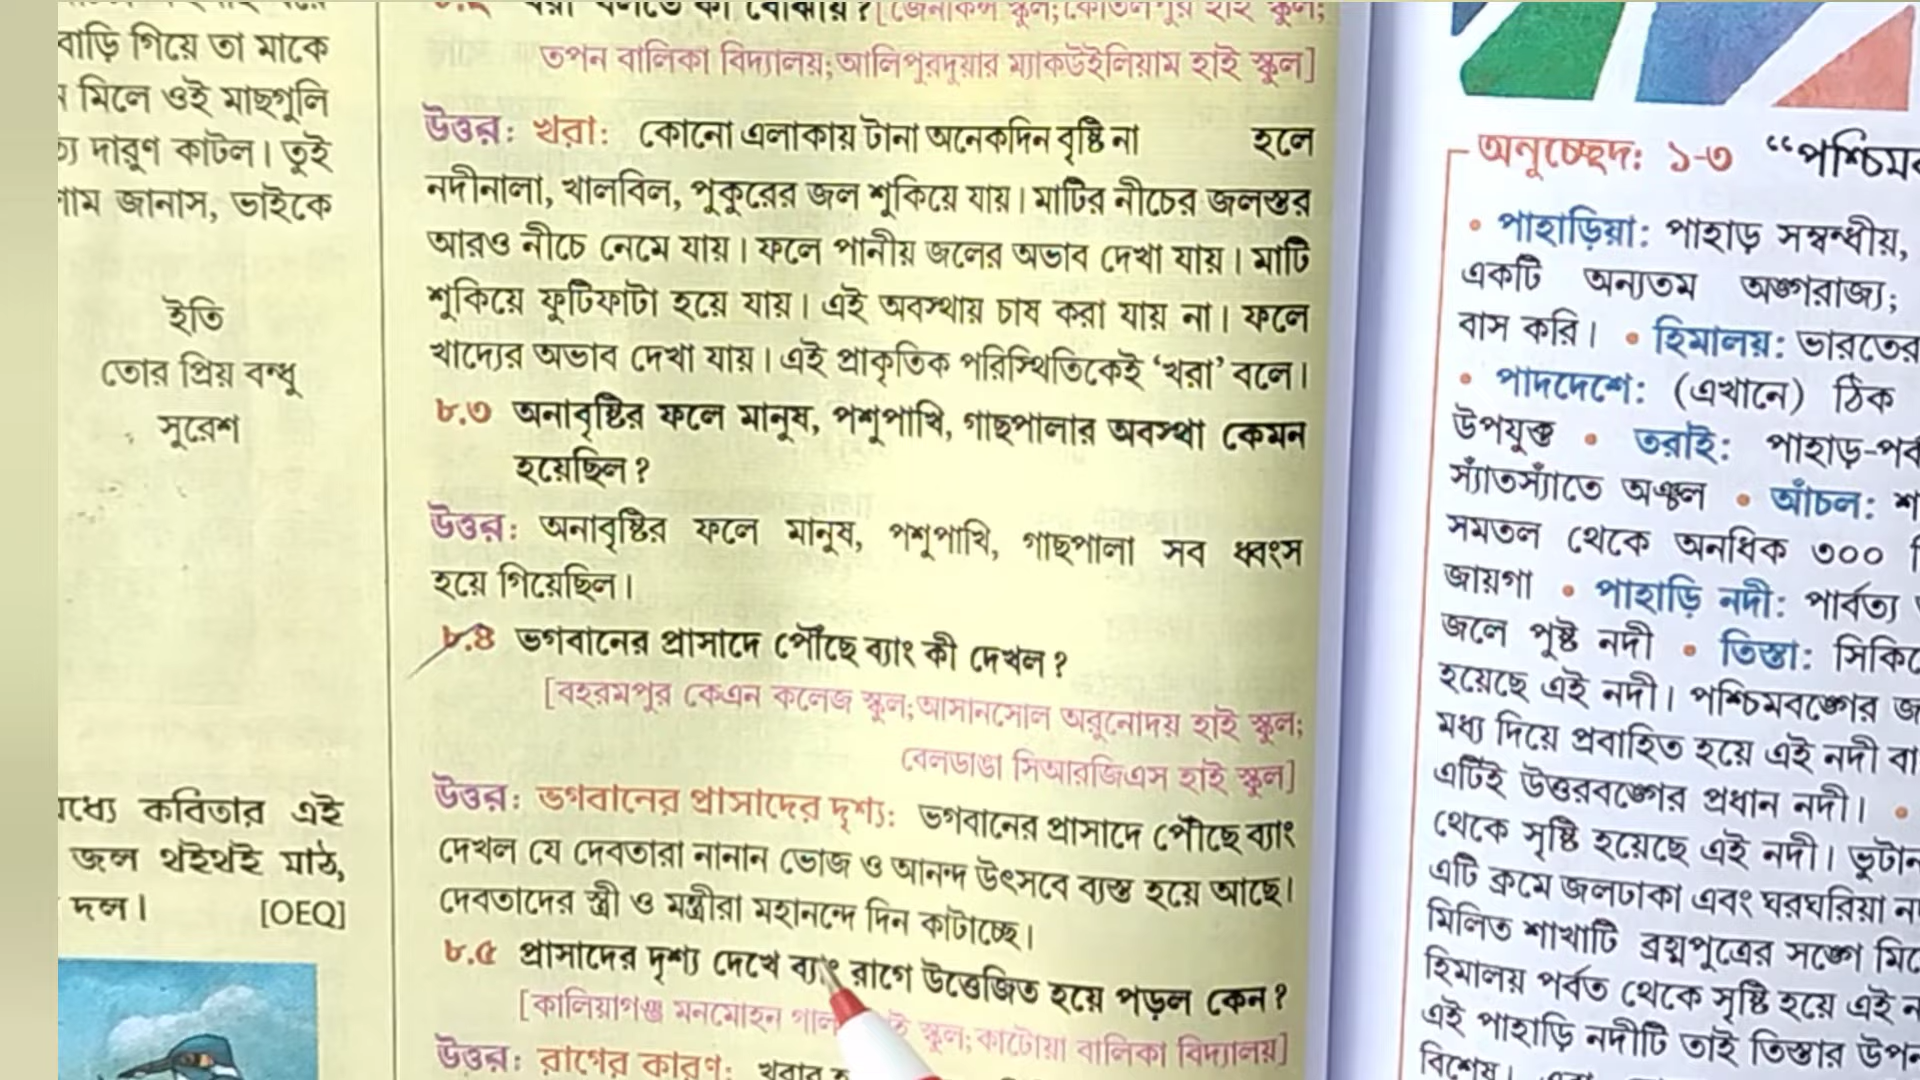 বাড়ি গিয়ে তা মাকে
মিলে ওই মাছগুলি
দারুণ কাটল। তুই
জানাস, ভাইকে
ইতি
তোর প্রিয় বন্ধু
সুরেশ
কবিতার এই
জল থইথই মাঠ,
দল। [OEQ]
তপন বালিকা বিদ্যালয়; আলিপুরদুয়ার ম্যাকউইলিয়াম হাই স্কুল]
উত্তর: খরা: কোনো এলাকায় টানা অনেকদিন বৃষ্টি না হলে
নদীনালা, খালবিল, পুকুরের জল শুকিয়ে যায়। মাটির নীচের জলস্তর
আরও নীচে নেমে যায়। ফলে পানীয় জলের অভাব দেখা যায়। মাটি
শুকিয়ে ফুটিফাটা হয়ে যায়। এই অবস্থায় চাষ করা যায় না। ফলে
খাদ্যের অভাব দেখা যায়। এই প্রাকৃতিক পরিস্থিতিকেই ‘খরা’ বলে।
৮.৩ অনাবৃষ্টির ফলে মানুষ, পশুপাখি, গাছপালার অবস্থা কেমন
হয়েছিল?
উত্তর: অনাবৃষ্টির ফলে মানুষ, পশুপাখি, গাছপালা সব ধ্বংস
হয়ে গিয়েছিল।
৮.৪ ভগবানের প্রাসাদে পৌঁছে ব্যাং কী দেখল?
[বহরমপুর কেএন কলেজ স্কুল; আসানসোল অরুনোদয় হাই স্কুল;
বেলডাঙা সিআরজিএস হাই স্কুল]
উত্তর: ভগবানের প্রাসাদের দৃশ্য: ভগবানের প্রাসাদে পৌঁছে ব্যাং
দেখল যে দেবতারা নানান ভোজ ও আনন্দ উৎসবে ব্যস্ত হয়ে আছে।
দেবতাদের স্ত্রী ও মন্ত্রীরা মহানন্দে দিন কাটাচ্ছে।
৮.৫ প্রাসাদের দৃশ্য দেখে ব্যাং রাগে উত্তেজিত হয়ে পড়ল কেন?
[কালিয়াগঞ্জ মনমোহন স্কুল; কাটোয়া বালিকা বিদ্যালয়]
উত্তর: রাগের কারণ: খরার
অনুচ্ছেদ: ১-৩ “পশ্চিমব
• পাহাড়িয়া: পাহাড় সম্বন্ধীয়,
একটি অন্যতম অঙ্গরাজ্য;
বাস করি। • হিমালয়: ভারতের
• পাদদেশে: (এখানে) ঠিক
উপযুক্ত • তরাই: পাহাড়-পর্ব
স্যাঁতস্যাঁতে অঞ্চল • আঁচল:
সমতল থেকে অনধিক ৩০০
জায়গা • পাহাড়ি নদী: পার্বত্য
জলে পুষ্ট নদী • তিস্তা: সিকিমে
হয়েছে এই নদী। পশ্চিমবঙ্গের
মধ্য দিয়ে প্রবাহিত হয়ে এই নদী
এটিই উত্তরবঙ্গের প্রধান নদী। •
থেকে সৃষ্টি হয়েছে এই নদী। ভুটান
এটি ক্রমে জলঢাকা এবং ঘরঘরিয়া
মিলিত শাখাটি ব্রহ্মপুত্রের সঙ্গে
হিমালয় পর্বত থেকে সৃষ্টি হয়ে এই
এই পাহাড়ি নদীটি তাই তিস্তার
বিশেষ।